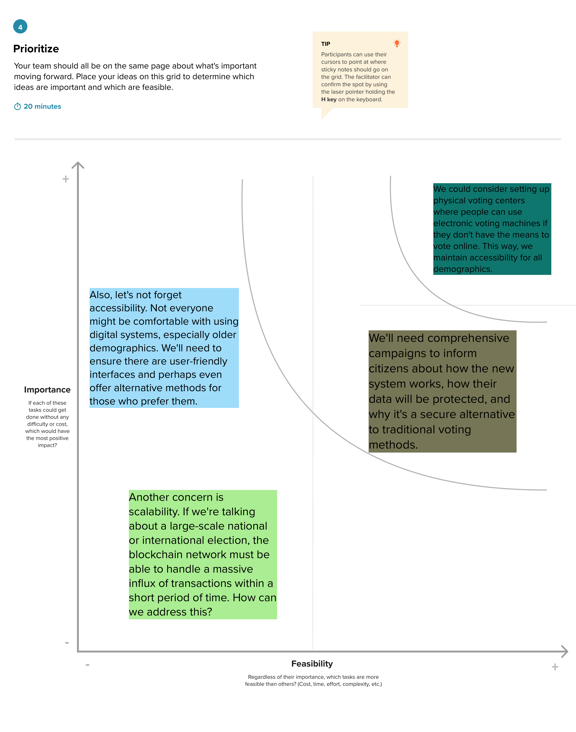 4
Prioritize
Your team should all be on the same page about what's important
moving forward. Place your ideas on this grid to determine which
ideas are important and which are feasible.
20 minutes
TIP
Participants can use their
cursors to point at where
sticky notes should go on
the grid. The facilitator can
confirm the spot by using
the laser pointer holding the
H key on the keyboard.
+
We could consider setting up
physical voting centers
where people can use
electronic voting machines if
they don't have the means to
vote online. This way, we
maintain accessibility for all
demographics.
Also, let's not forget
accessibility. Not everyone
might be comfortable with using
digital systems, especially older
demographics. We'll need to
ensure there are user-friendly
interfaces and perhaps even
offer alternative methods for
those who prefer them.
We'll need comprehensive
campaigns to inform
citizens about how the new
system works, how their
data will be protected, and
why it's a secure alternative
to traditional voting
methods.
Importance
If each of these
tasks could get
done without any
difficulty or cost,
which would have
the most positive
impact?
Another concern is
scalability. If we're talking
about a large-scale national
or international election, the
blockchain network must be
able to handle a massive
influx of transactions within a
short period of time. How can
we address this?
-
-
Feasibility
+
Regardless of their importance, which tasks are more
feasible than others? (Cost, time, effort, complexity, etc.)